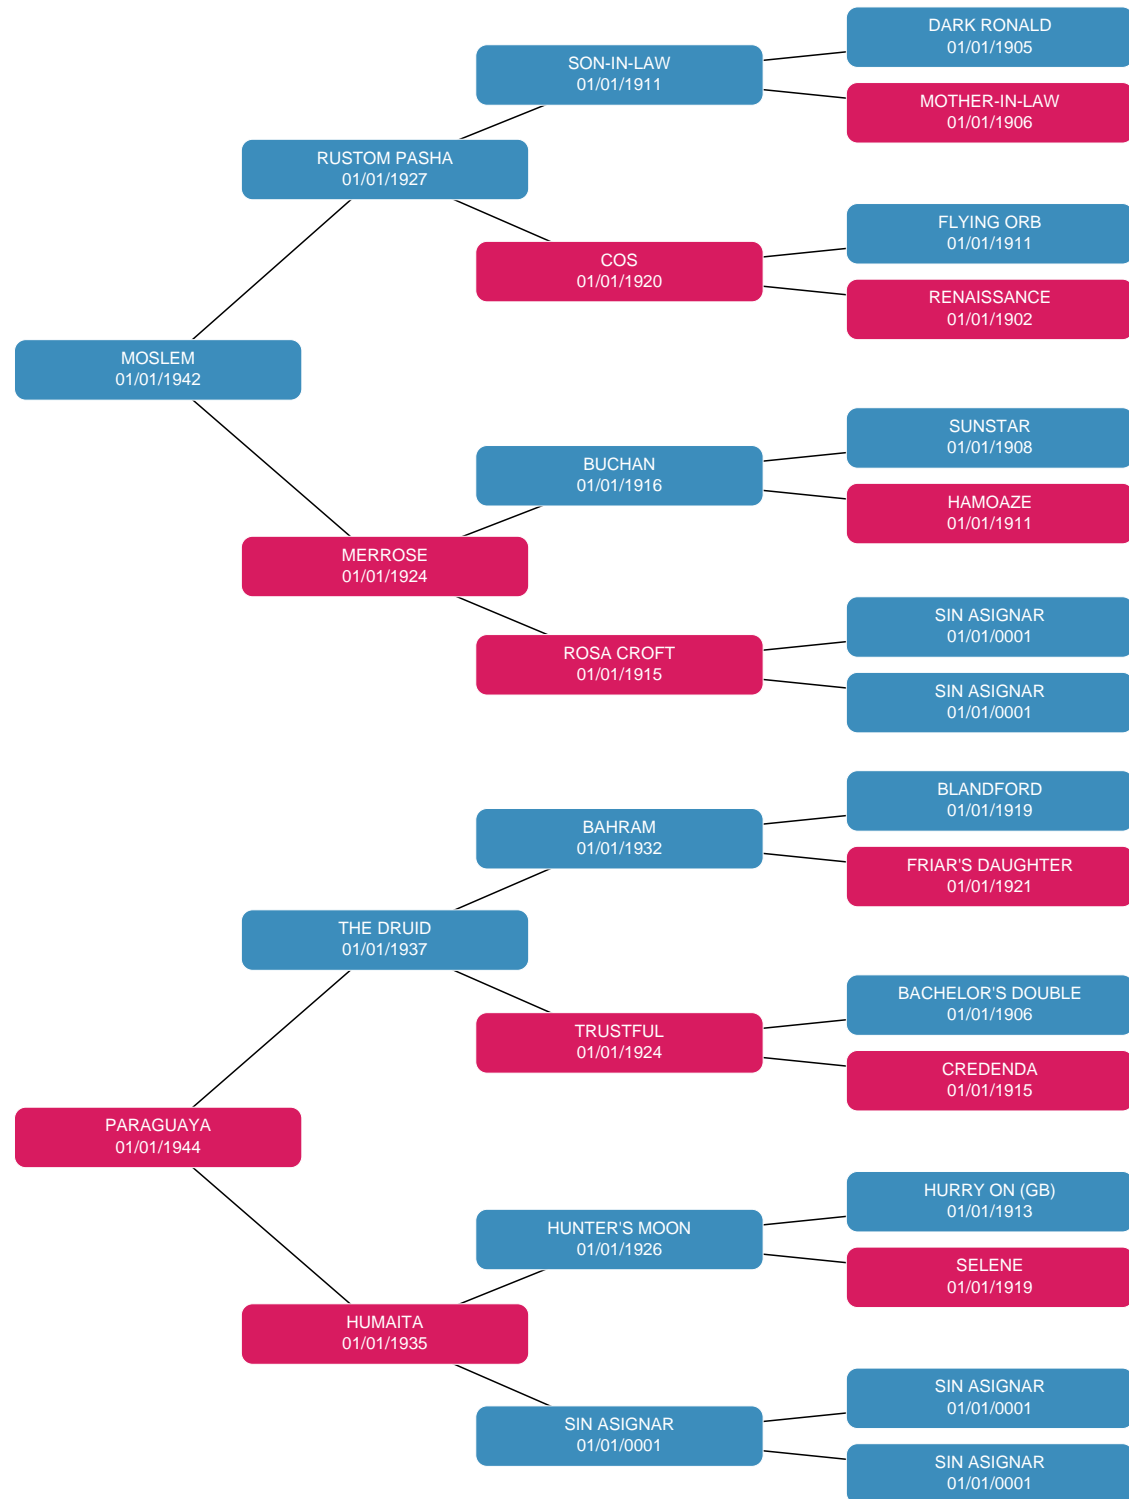 DARK RONALD
01/01/1905
SON-IN-LAW
01/01/1911
MOTHER-IN-LAW
01/01/1906
RUSTOM PASHA
01/01/1927
FLYING ORB
01/01/1911
COS
01/01/1920
RENAISSANCE
01/01/1902
MOSLEM
01/01/1942
SUNSTAR
01/01/1908
BUCHAN
01/01/1916
HAMOAZE
01/01/1911
MERROSE
01/01/1924
SIN ASIGNAR
01/01/0001
ROSA CROFT
01/01/1915
SIN ASIGNAR
01/01/0001
BLANDFORD
01/01/1919
BAHRAM
01/01/1932
FRIAR'S DAUGHTER
01/01/1921
THE DRUID
01/01/1937
BACHELOR'S DOUBLE
01/01/1906
TRUSTFUL
01/01/1924
CREDENDA
01/01/1915
PARAGUAYA
01/01/1944
HURRY ON (GB)
01/01/1913
HUNTER'S MOON
01/01/1926
SELENE
01/01/1919
HUMAITA
01/01/1935
SIN ASIGNAR
01/01/0001
SIN ASIGNAR
01/01/0001
SIN ASIGNAR
01/01/0001